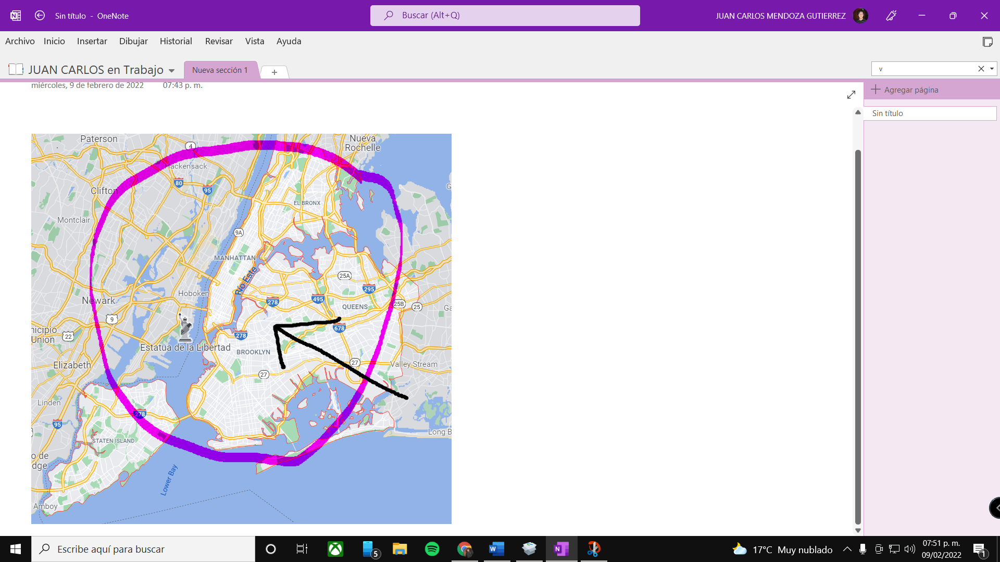 Sin título - OneNote
Buscar (Alt+Q)
JUAN CARLOS MENDOZA GUTIERREZ
Archivo Inicio Insertar Dibujar Historial Revisar Vista Ayuda
JUAN CARLOS en Trabajo
Nueva sección 1
v
miércoles, 9 de febrero de 2022 07:43 p. m.
Agregar página
Sin título
Paterson
4
Nueva
Rochelle
Hackensack
80
95
Clifton
EL BRONX
Montclair
9A
MANHATTAN
Río Este
25A
295
Hoboken
278
495
Newark
QUEENS
25B
25
Ga
9
nicipio
Union
22
278
678
Estatua de la Libertad
BROOKLYN
Elizabeth
27
27
Valley Stream
Linden
278
95
Long B
STATEN ISLAND
o de
dge
Lower Bay
Amboy
Escribe aquí para buscar
5
17°C Muy nublado
07:51 p. m.
09/02/2022
1